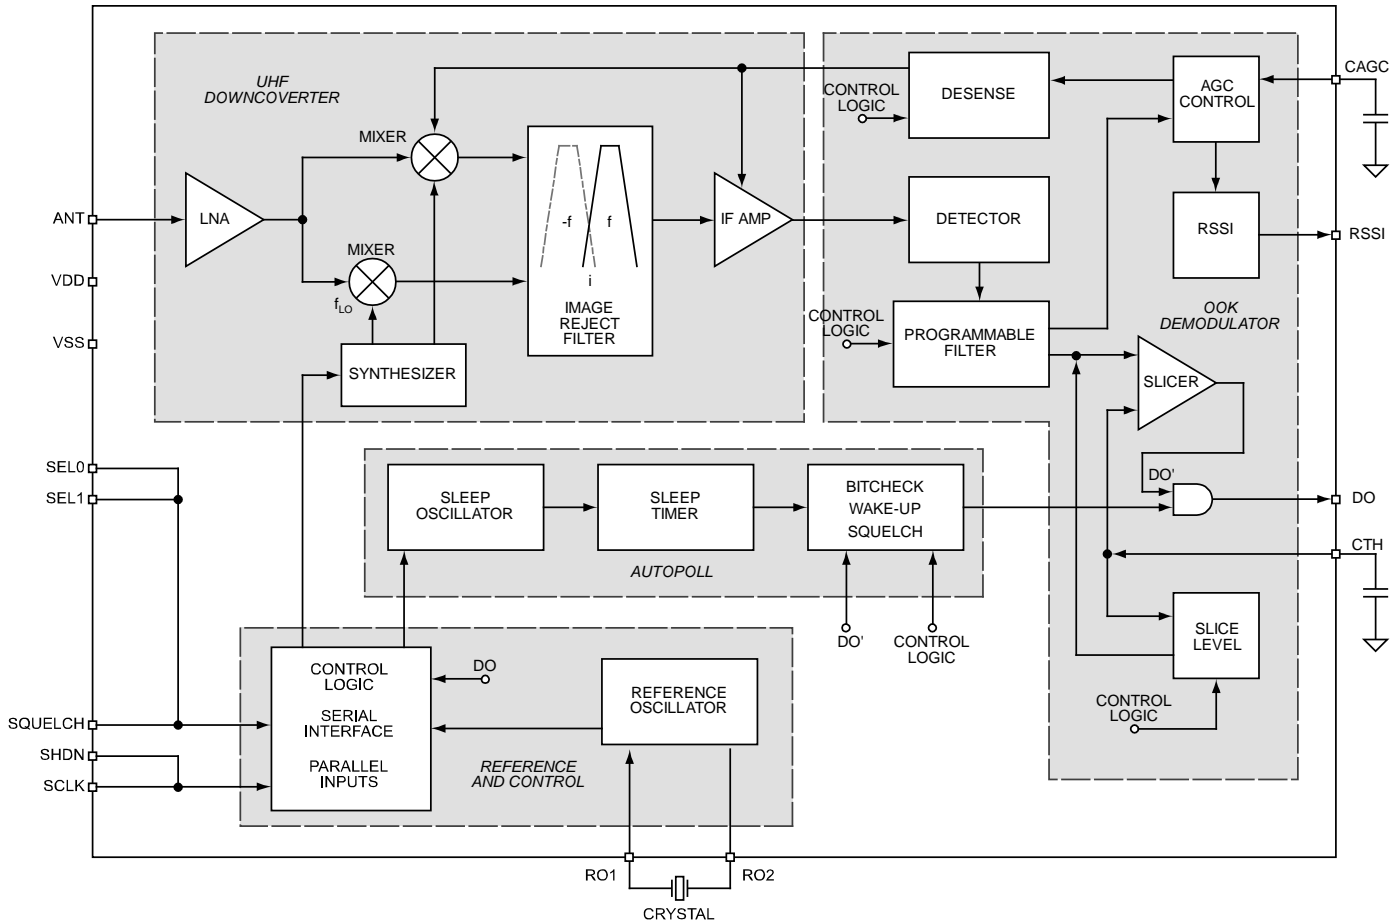 UHF
DOWNCOVERTER
MIXER
LNA
MIXER
fLO
SYNTHESIZER
-f
f
i
IMAGE
REJECT
FILTER
IF AMP
CONTROL
LOGIC
DESENSE
AGC
CONTROL
CAGC
DETECTOR
RSSI
RSSI
CONTROL
LOGIC
PROGRAMMABLE
FILTER
OOK
DEMODULATOR
SLICER
DO'
DO
CTH
SLICE
LEVEL
CONTROL
LOGIC
ANT
VDD
VSS
SEL0
SEL1
SLEEP
OSCILLATOR
SLEEP
TIMER
BITCHECK
WAKE-UP
SQUELCH
AUTOPOLL
DO'
CONTROL
LOGIC
SQUELCH
SHDN
SCLK
CONTROL
LOGIC
SERIAL
INTERFACE
PARALLEL
INPUTS
DO
REFERENCE
OSCILLATOR
REFERENCE
AND CONTROL
RO1
RO2
CRYSTAL